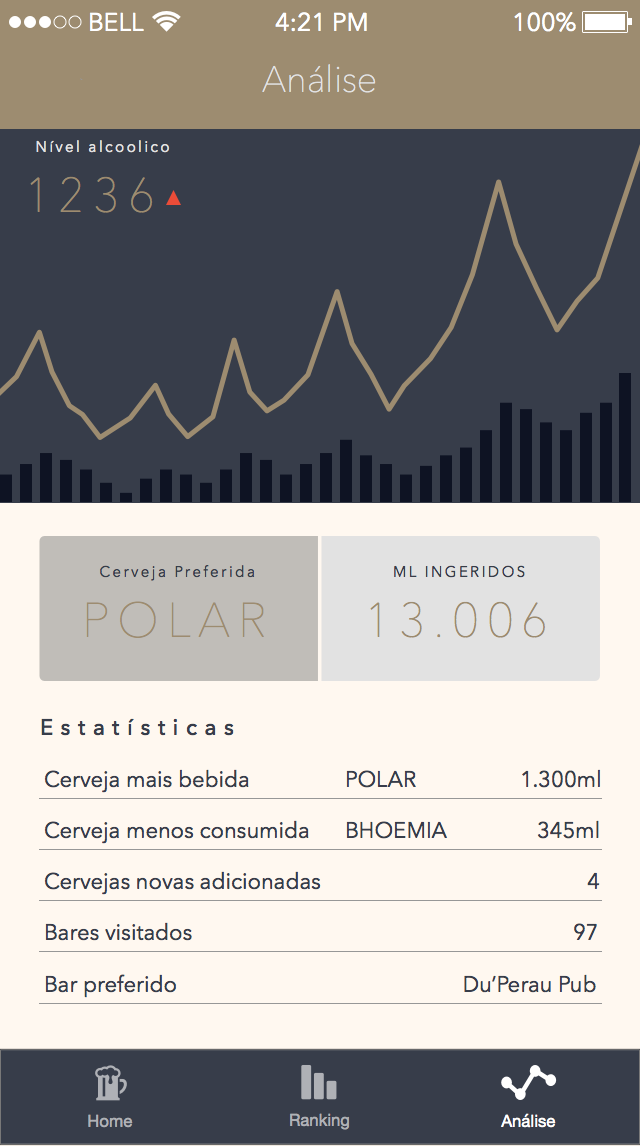 BELL 4:21 PM 100%
Análise
Nível alcoolico
1236
Cerveja Preferida
POLAR
ML INGERIDOS
13.006
Estatísticas
Cerveja mais bebida POLAR 1.300ml
Cerveja menos consumida BHOEMIA 345ml
Cervejas novas adicionadas 4
Bares visitados 97
Bar preferido Du’Perau Pub
Home Ranking Análise